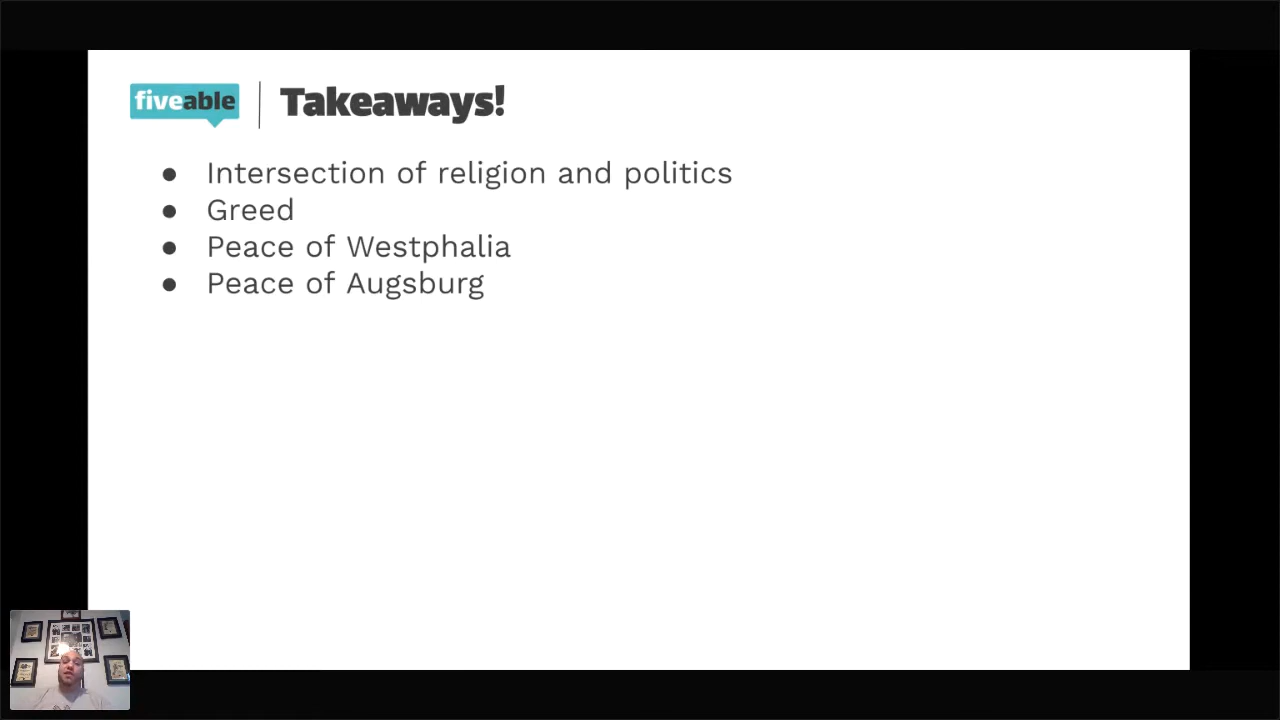 fiveable
Takeaways!
● Intersection of religion and politics
● Greed
● Peace of Westphalia
● Peace of Augsburg